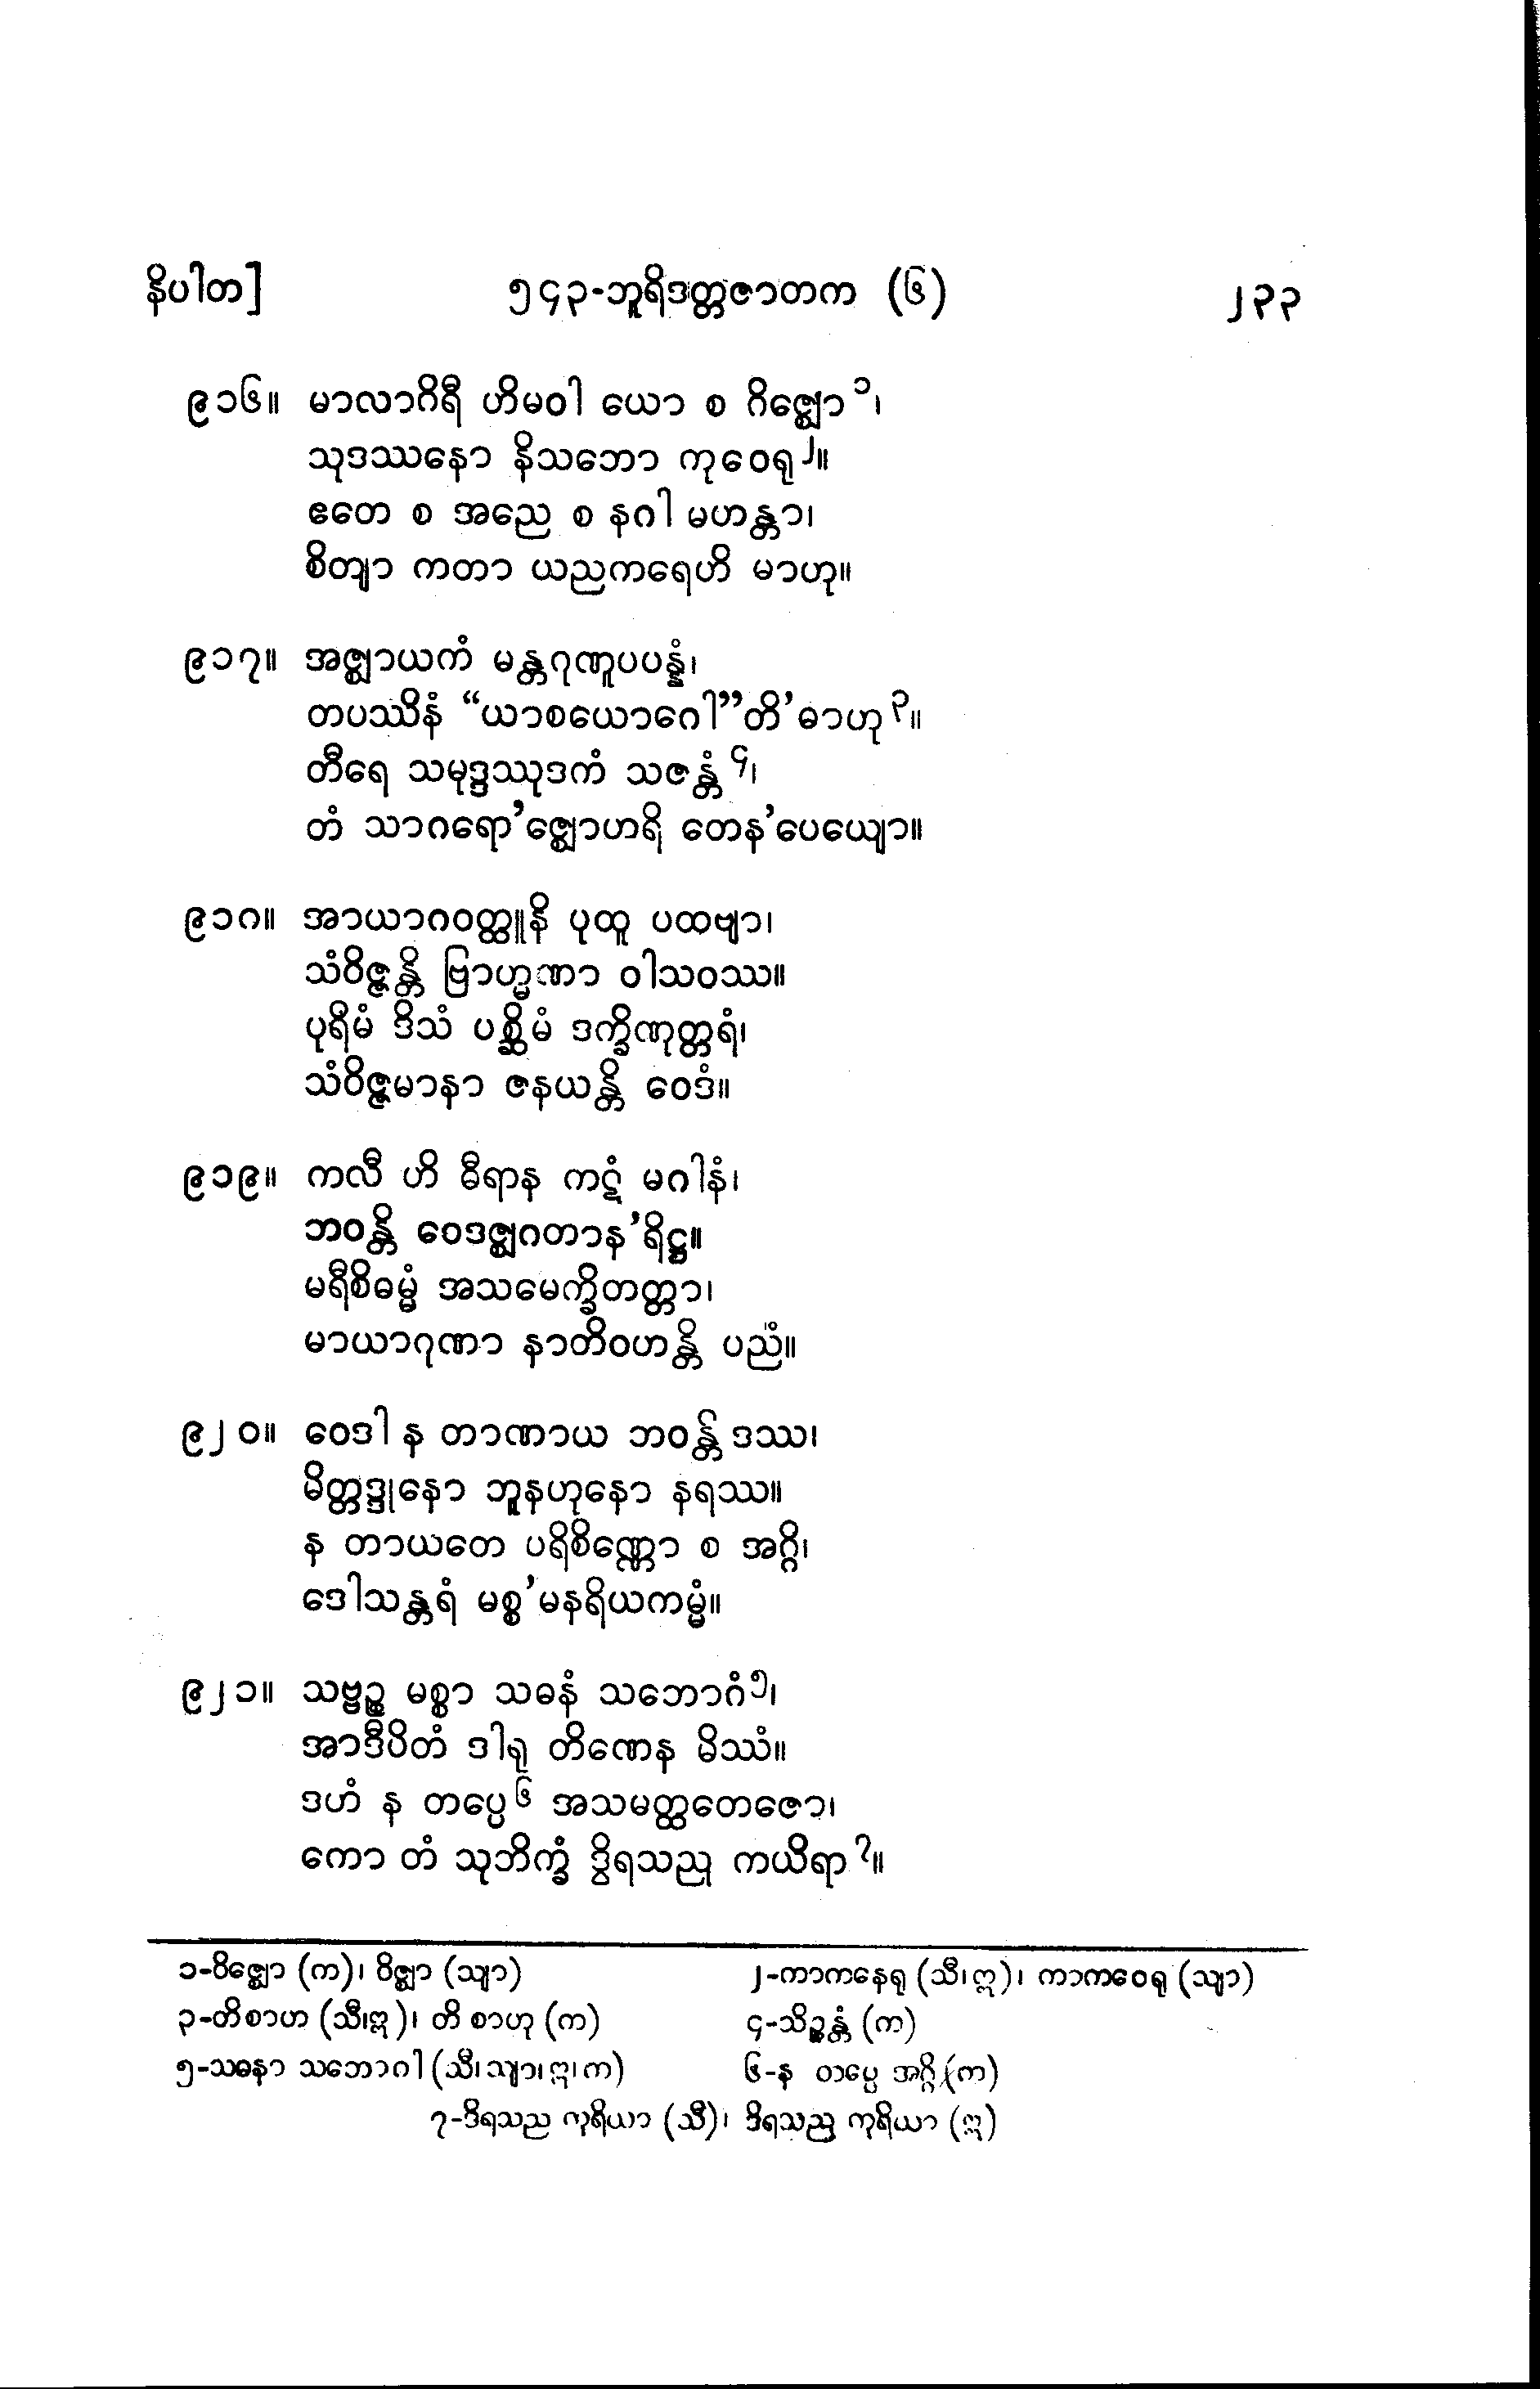 နိပါတ] ၅၄၃-ဘူရိဒတ္တဇာတက (၆) ၂၃၃
၉၁၆။ မာလာဂိရီ ဟိမဝါ ယော စ ဂိဇ္ဈော၁၊
သုဒဿနော နိသဘော ကုဝေရု၂။
ဧတေ စ အညေ စ နဂါ မဟန္တာ၊
စိတျာ ကတာ ယညကရေဟိ မာဟု။
၉၁၇။ အဇ္ဈာယကံ မန္တဂုဏူပပန္နံ၊
တပဿိနံ “ယာစယောဂေါ”တိ’ဓာဟု၃။
တီရေ သမုဒ္ဒဿုဒကံ သဇန္တံ၄၊
တံ သာဂရော’ဇ္ဈောဟရိ တေန’ပေယျော။
၉၁၈။ အာယာဂဝတ္ထူနိ ပုထူ ပထဗျာ၊
သံဝိဇ္ဇန္တိ ဗြာဟ္မဏာ ဝါသဝဿ။
ပုရိမံ ဒိသံ ပစ္ဆိမံ ဒက္ခိဏုတ္တရံ၊
သံဝိဇ္ဇမာနာ ဇနယန္တိ ဝေဒံ။
၉၁၉။ ကလီ ဟိ ဓီရာန ကဋံ မဂါနံ၊
ဘဝန္တိ ဝေဒဇ္ဈဂတာန’ရိဋ္ဌ။
မရီစိဓမ္မံ အသမေက္ခိတတ္တာ၊
မာယာဂုဏာ နာတိဝဟန္တိ ပညံ။
၉၂၀။ ဝေဒါ န တာဏာယ ဘဝန္တိ ဒဿ၊
မိတ္တဒ္ဒုနော ဘူနဟုနော နရဿ။
န တာယတေ ပရိစိဏ္ဏော စ အဂ္ဂိ၊
ဒေါသန္တရံ မစ္စ’မနရိယကမ္မံ။
၉၂၁။ သဗ္ဗဉ္စ မစ္စာ သဓနံ သဘောဂံ၅၊
အာဒီပိတံ ဒါရု တိဏေန မိဿံ။
ဒဟံ န တပ္ပေ၆ အသမတ္ထတေဇော၊
ကော တံ သုဘိက္ခံ ဒွိရသညု ကယိရာ၇။
၁-ဝိဇ္ဈော (က)၊ ဝိဇ္ဈာ (သျာ) ၂-ကာကနေရု (သီ၊ဣ)၊ ကာကဝေရု (သျာ)
၃-တိစာဟ (သီ၊ဣ)၊ တိ စာဟု (က) ၄-သိဉ္စန္တံ (က)
၅-သဓနာ သဘောဂါ (သီ၊သျာ၊ဣ၊က) ၆-န တပ္ပေ အဂ္ဂိ (က)
၇-ဒိရသည ကုရိယာ (သီ)၊ ဒိရသညု ကုရိယာ (ဣ)